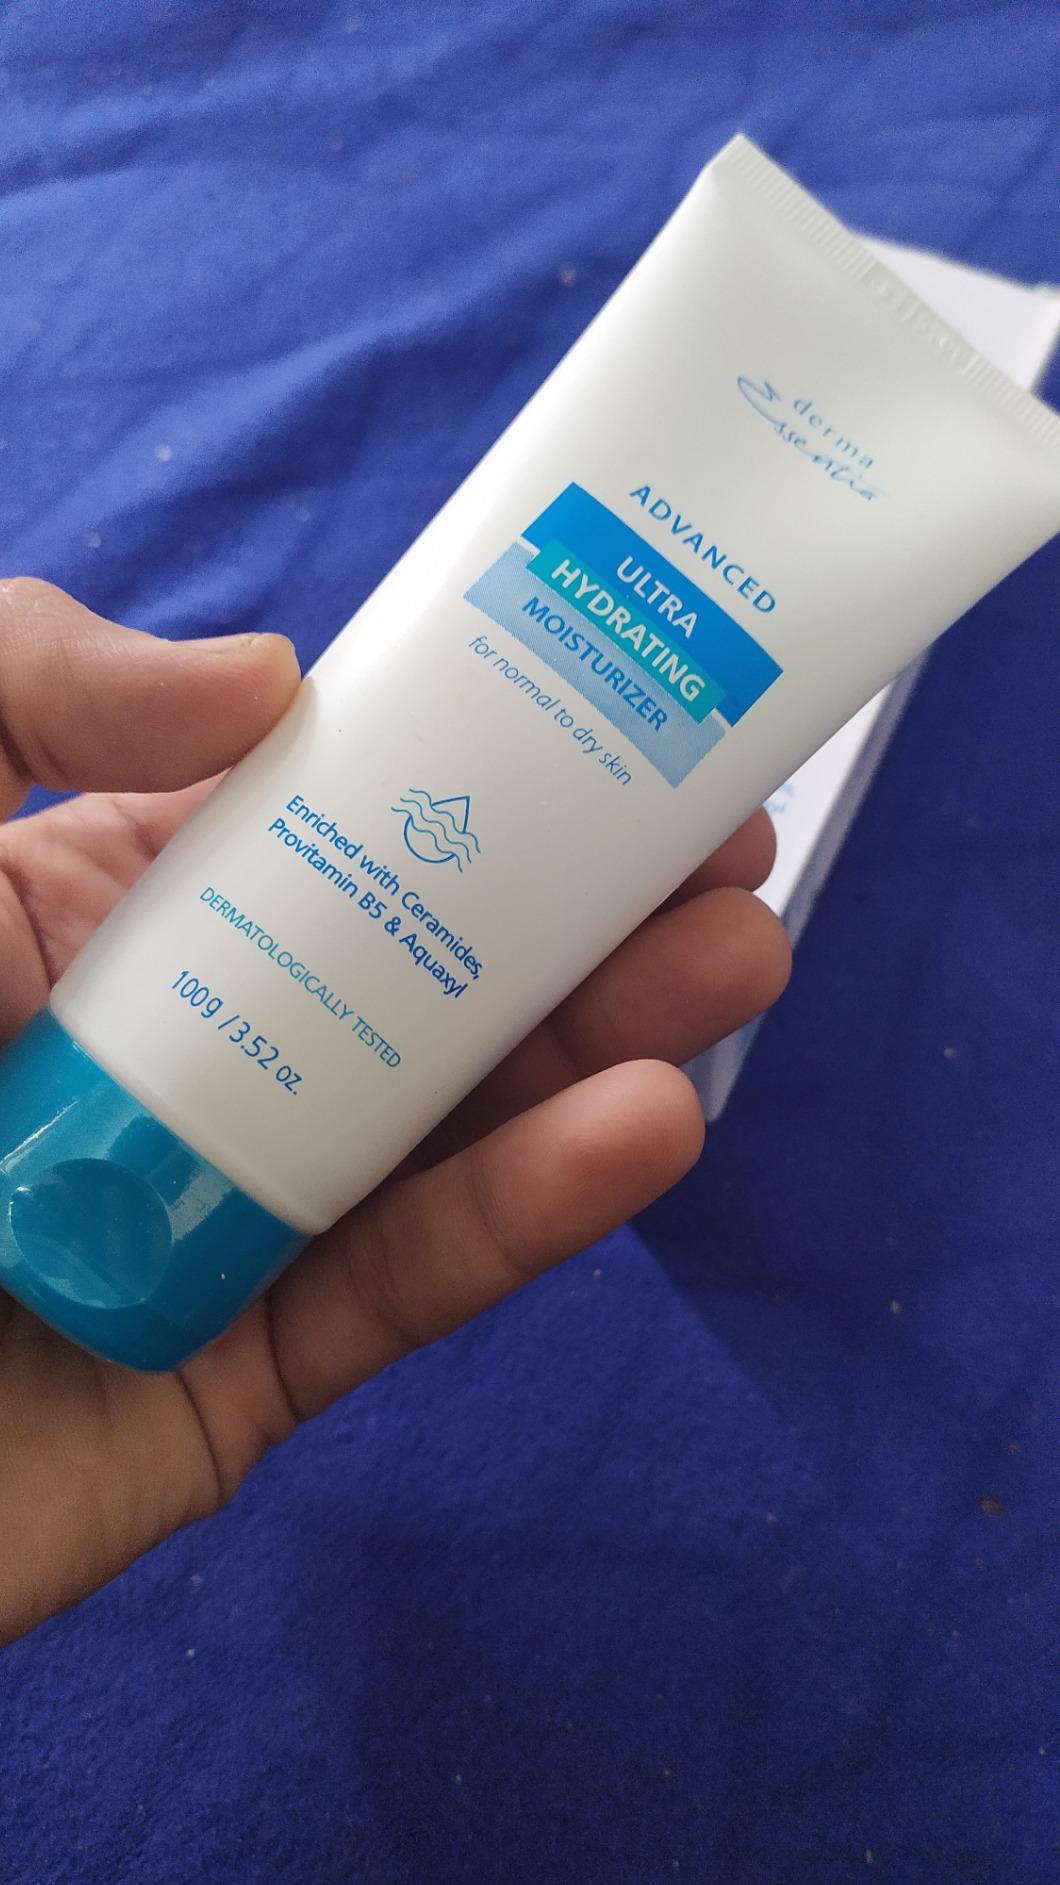 derma
Essentia
ADVANCED
ULTRA
HYDRATING
MOISTURIZER
for normal to dry skin
Enriched with Ceramides,
Provitamin B5 & Aquaxyl
DERMATOLOGICALLY TESTED
100g / 3.52 oz.